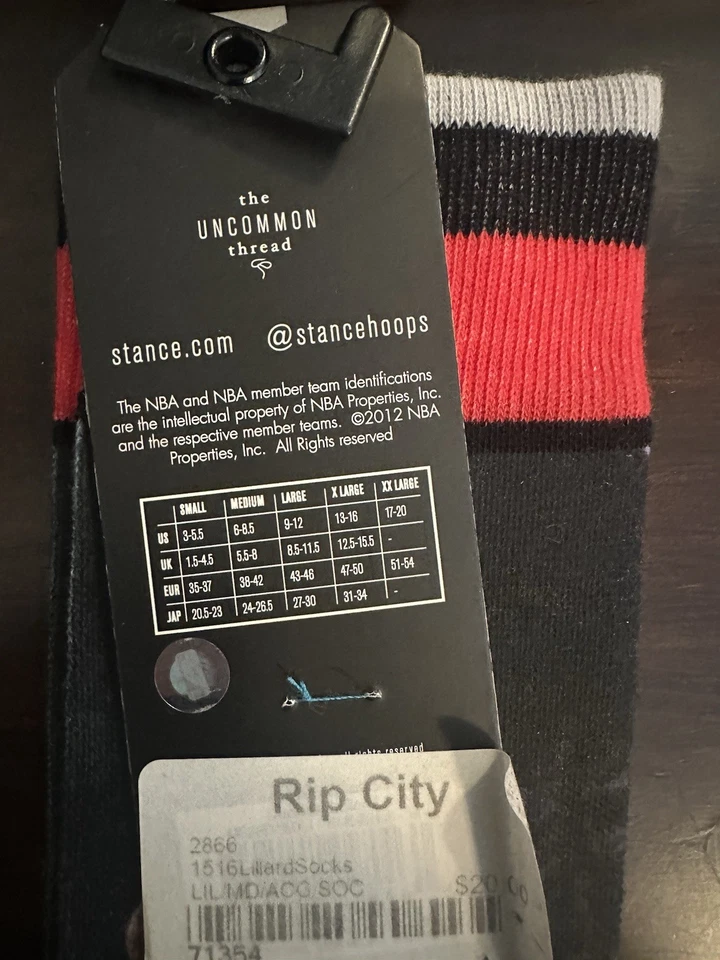 the
UNCOMMON
thread
stance.com @stancehoops
The NBA and NBA member team identifications
are the intellectual property of NBA Properties, Inc.
and the respective member teams. ©2012 NBA
Properties, Inc. All Rights reserved
SMALL MEDIUM LARGE X LARGE XX LARGE
US 3-5.5 6-8.5 9-12 13-16 17-20
UK 1.5-4.5 5.5-8 8.5-11.5 12.5-15.5 -
EUR 35-37 38-42 43-46 47-50 51-54
JAP 20.5-23 24-26.5 27-30 31-34 -
rights reserved
Rip City
2866
1516LillardSocks
LIL/MD/ACG SOC $20.00
71354